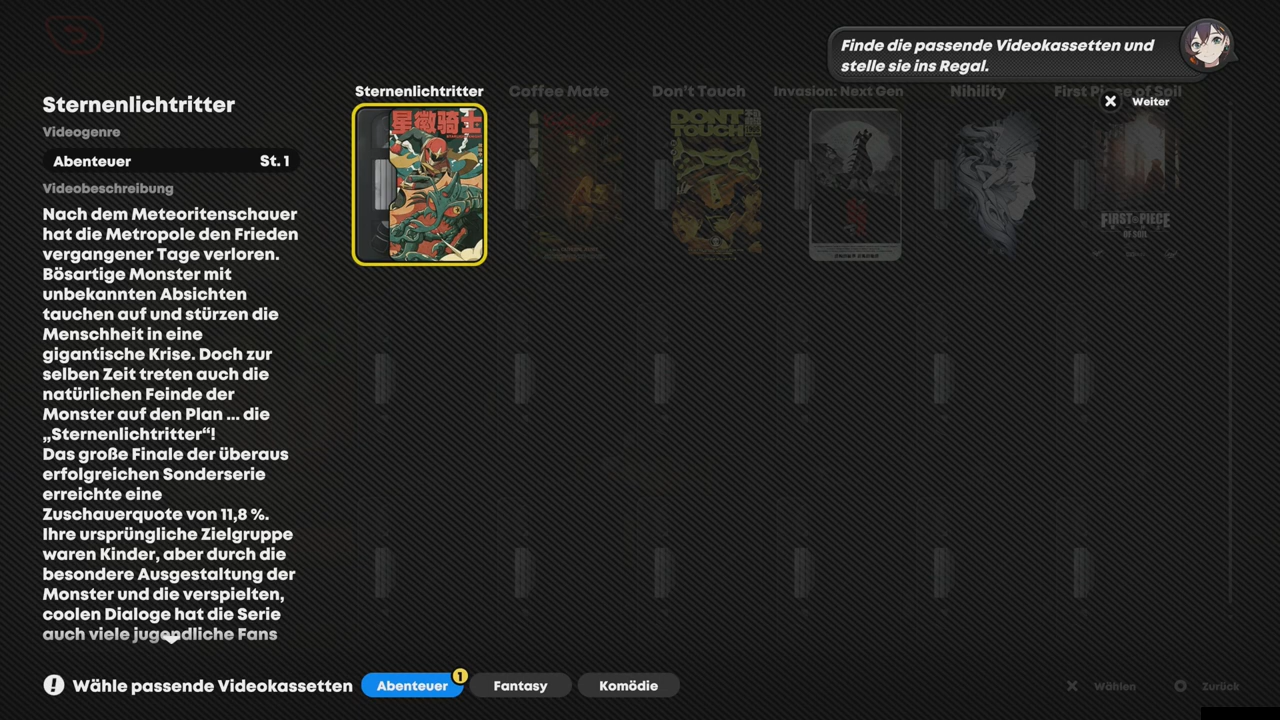 Finde die passende Videokassetten und
stelle sie ins Regal.
Weiter
Sternenlichtritter
Videogenre
Abenteuer St. 1
Videobeschreibung
Nach dem Meteoritenschauer
hat die Metropole den Frieden
vergangener Tage verloren.
Bösartige Monster mit
unbekannten Absichten
tauchen auf und stürzen die
Menschheit in eine
gigantische Krise. Doch zur
selben Zeit treten auch die
natürlichen Feinde der
Monster auf den Plan ... die
„Sternenlichtritter“!
Das große Finale der überaus
erfolgreichen Sonderserie
erreichte eine
Zuschauerquote von 11,8 %.
Ihre ursprüngliche Zielgruppe
waren Kinder, aber durch die
besondere Ausgestaltung der
Monster und die verspielten,
coolen Dialoge hat die Serie
auch viele jugendliche Fans
Sternenlichtritter
星徽骑士
Coffee Mate
Don't Touch
DONT
TOUCH
Invasion: Next Gen
Nihility
First Piece of Soil
FIRST PIECE
OF SOIL
Wähle passende Videokassetten
Abenteuer
1
Fantasy
Komödie
Wählen
Zurück